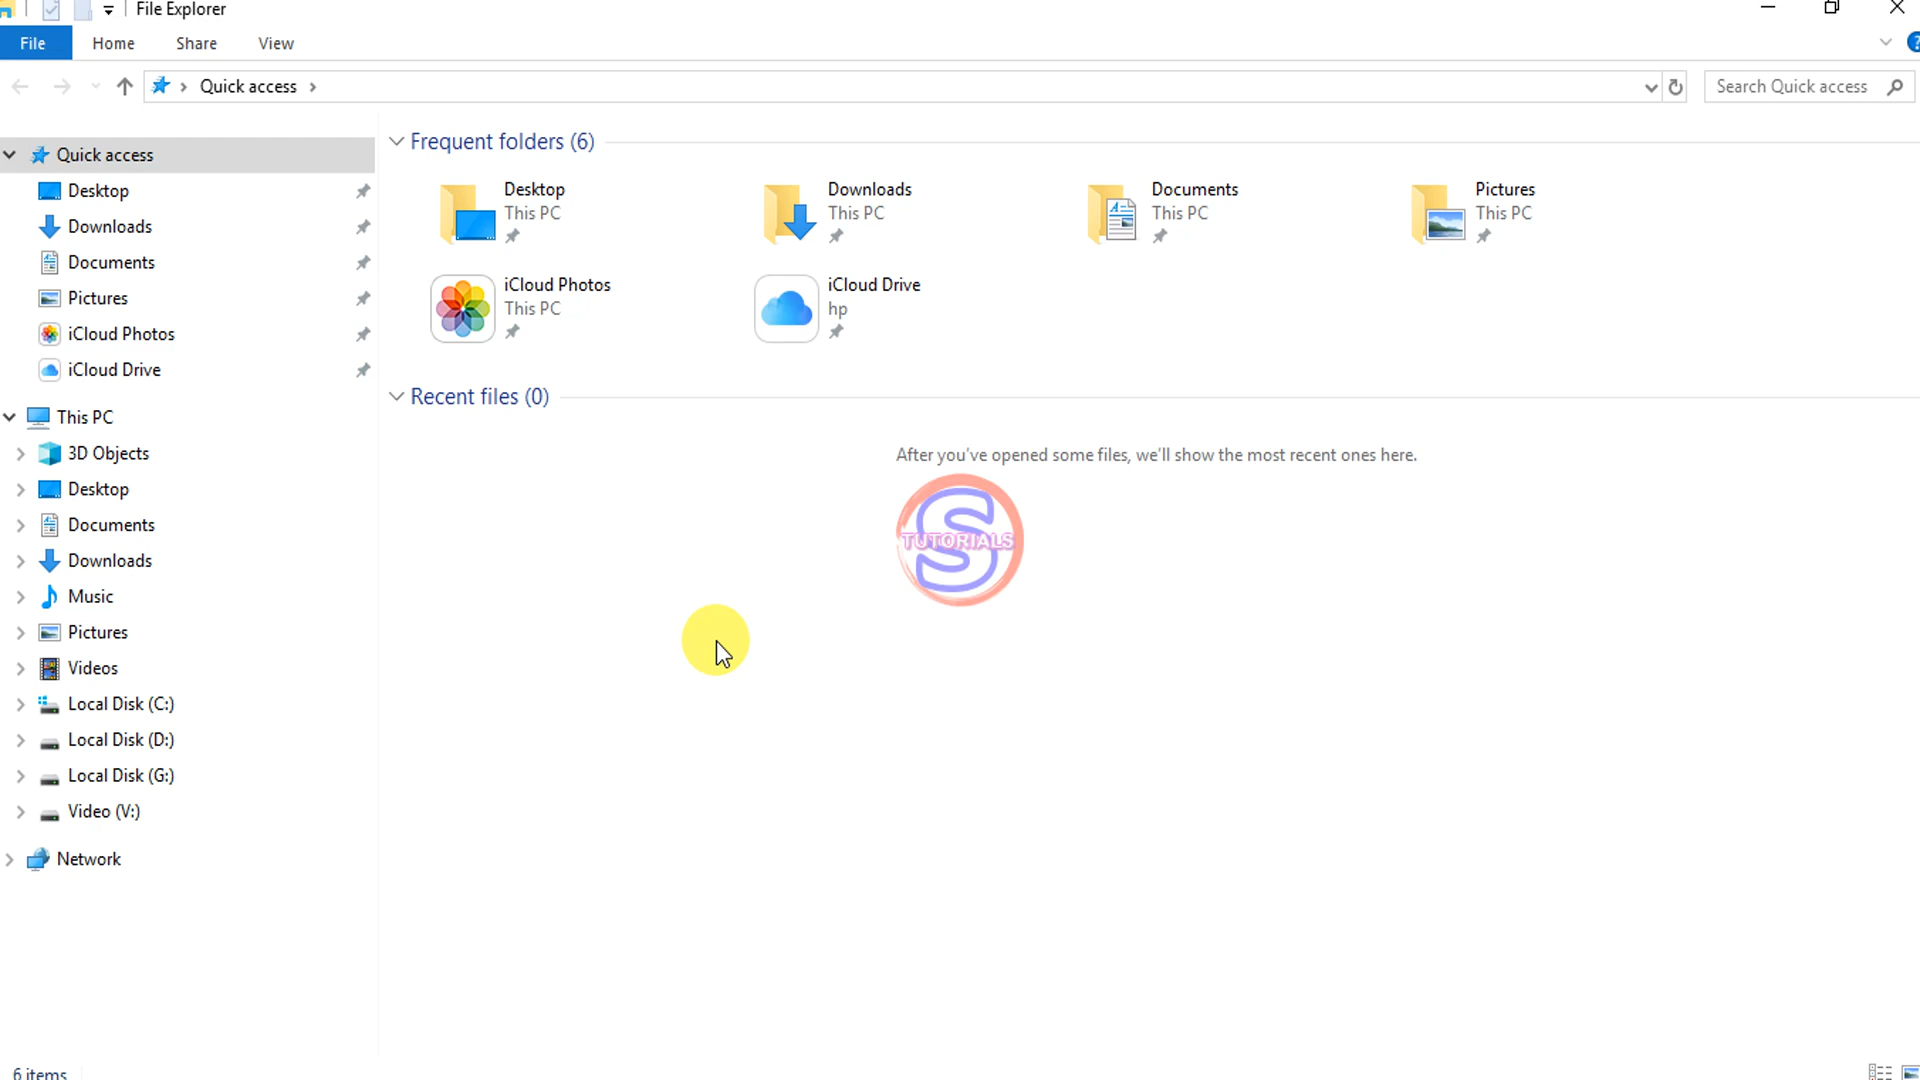 File Explorer
File Home Share View
Quick access
Search Quick access
Quick access
Desktop
Downloads
Documents
Pictures
iCloud Photos
iCloud Drive
This PC
3D Objects
Desktop
Documents
Downloads
Music
Pictures
Videos
Local Disk (C:)
Local Disk (D:)
Local Disk (G:)
Video (V:)
Network
Frequent folders (6)
Desktop
This PC
Downloads
This PC
Documents
This PC
Pictures
This PC
iCloud Photos
This PC
iCloud Drive
hp
Recent files (0)
After you've opened some files, we'll show the most recent ones here.
S
TUTORIALS
6 items